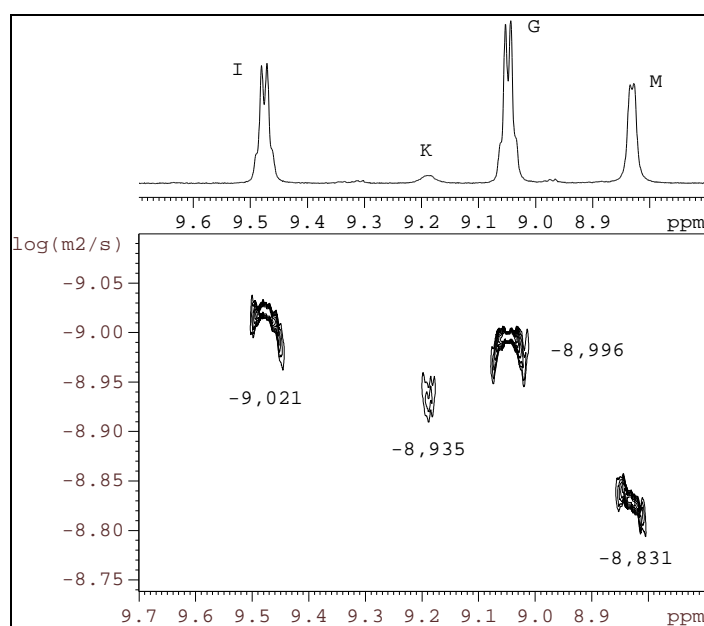 G
I
M
K
9.6 9.5 9.4 9.3 9.2 9.1 9.0 8.9 ppm
log(m2/s)
-9.05
-9.00
-8,996
-8.95
-9,021
-8,935
-8.90
-8.85
-8.80
-8,831
-8.75
9.7 9.6 9.5 9.4 9.3 9.2 9.1 9.0 8.9 ppm